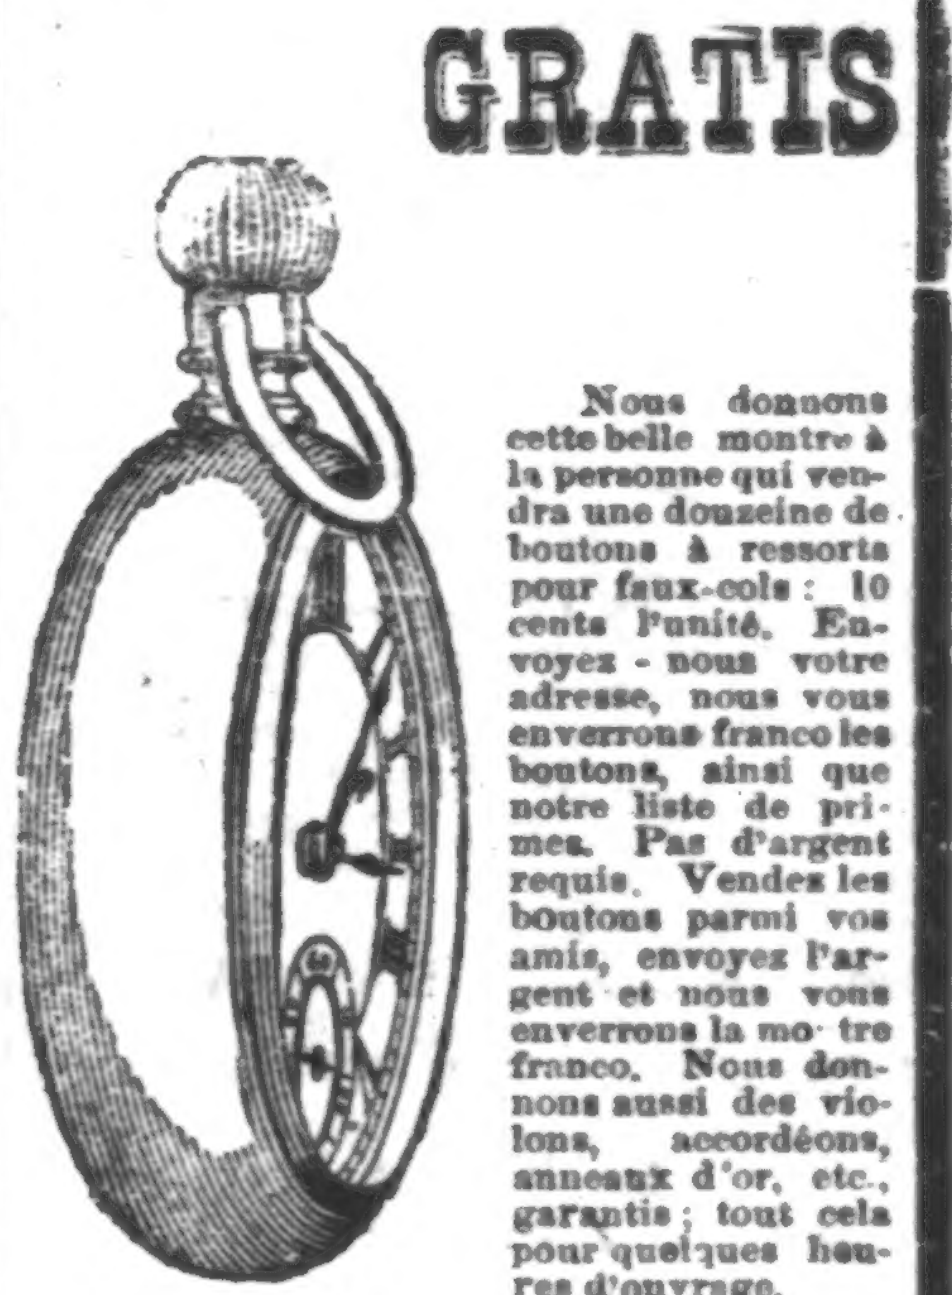 GRATIS
Nous donnons
cette belle montre à
la personne qui ven-
dra une douzeine de
boutons à ressorts
pour faux-cols : 10
cents l'unité. En-
voyez - nous votre
adresse, nous vous
enverrons franco les
boutons, ainsi que
notre liste de pri-
mes. Pas d'argent
requis. Vendez les
boutons parmi vos
amis, envoyez l'ar-
gent et nous vous
enverrons la mo tre
franco. Nous don-
nons aussi des vio-
lons, accordéons,
anneaux d'or, etc.,
garantis ; tout cela
pour quelques heu-
res d'ouvrage.